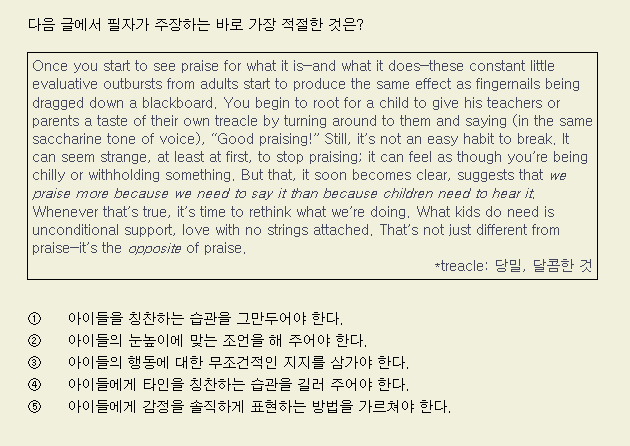 다음 글에서 필자가 주장하는 바로 가장 적절한 것은?
Once you start to see praise for what it is—and what it does—these constant little
evaluative outbursts from adults start to produce the same effect as fingernails being
dragged down a blackboard. You begin to root for a child to give his teachers or
parents a taste of their own treacle by turning around to them and saying (in the same
saccharine tone of voice), “Good praising!” Still, it’s not an easy habit to break. It
can seem strange, at least at first, to stop praising; it can feel as though you’re being
chilly or withholding something. But that, it soon becomes clear, suggests that we
praise more because we need to say it than because children need to hear it.
Whenever that’s true, it’s time to rethink what we’re doing. What kids do need is
unconditional support, love with no strings attached. That’s not just different from
praise—it’s the opposite of praise.
*treacle: 당밀, 달콤한 것
① 아이들을 칭찬하는 습관을 그만두어야 한다.
② 아이들의 눈높이에 맞는 조언을 해 주어야 한다.
③ 아이들의 행동에 대한 무조건적인 지지를 삼가야 한다.
④ 아이들에게 타인을 칭찬하는 습관을 길러 주어야 한다.
⑤ 아이들에게 감정을 솔직하게 표현하는 방법을 가르쳐야 한다.